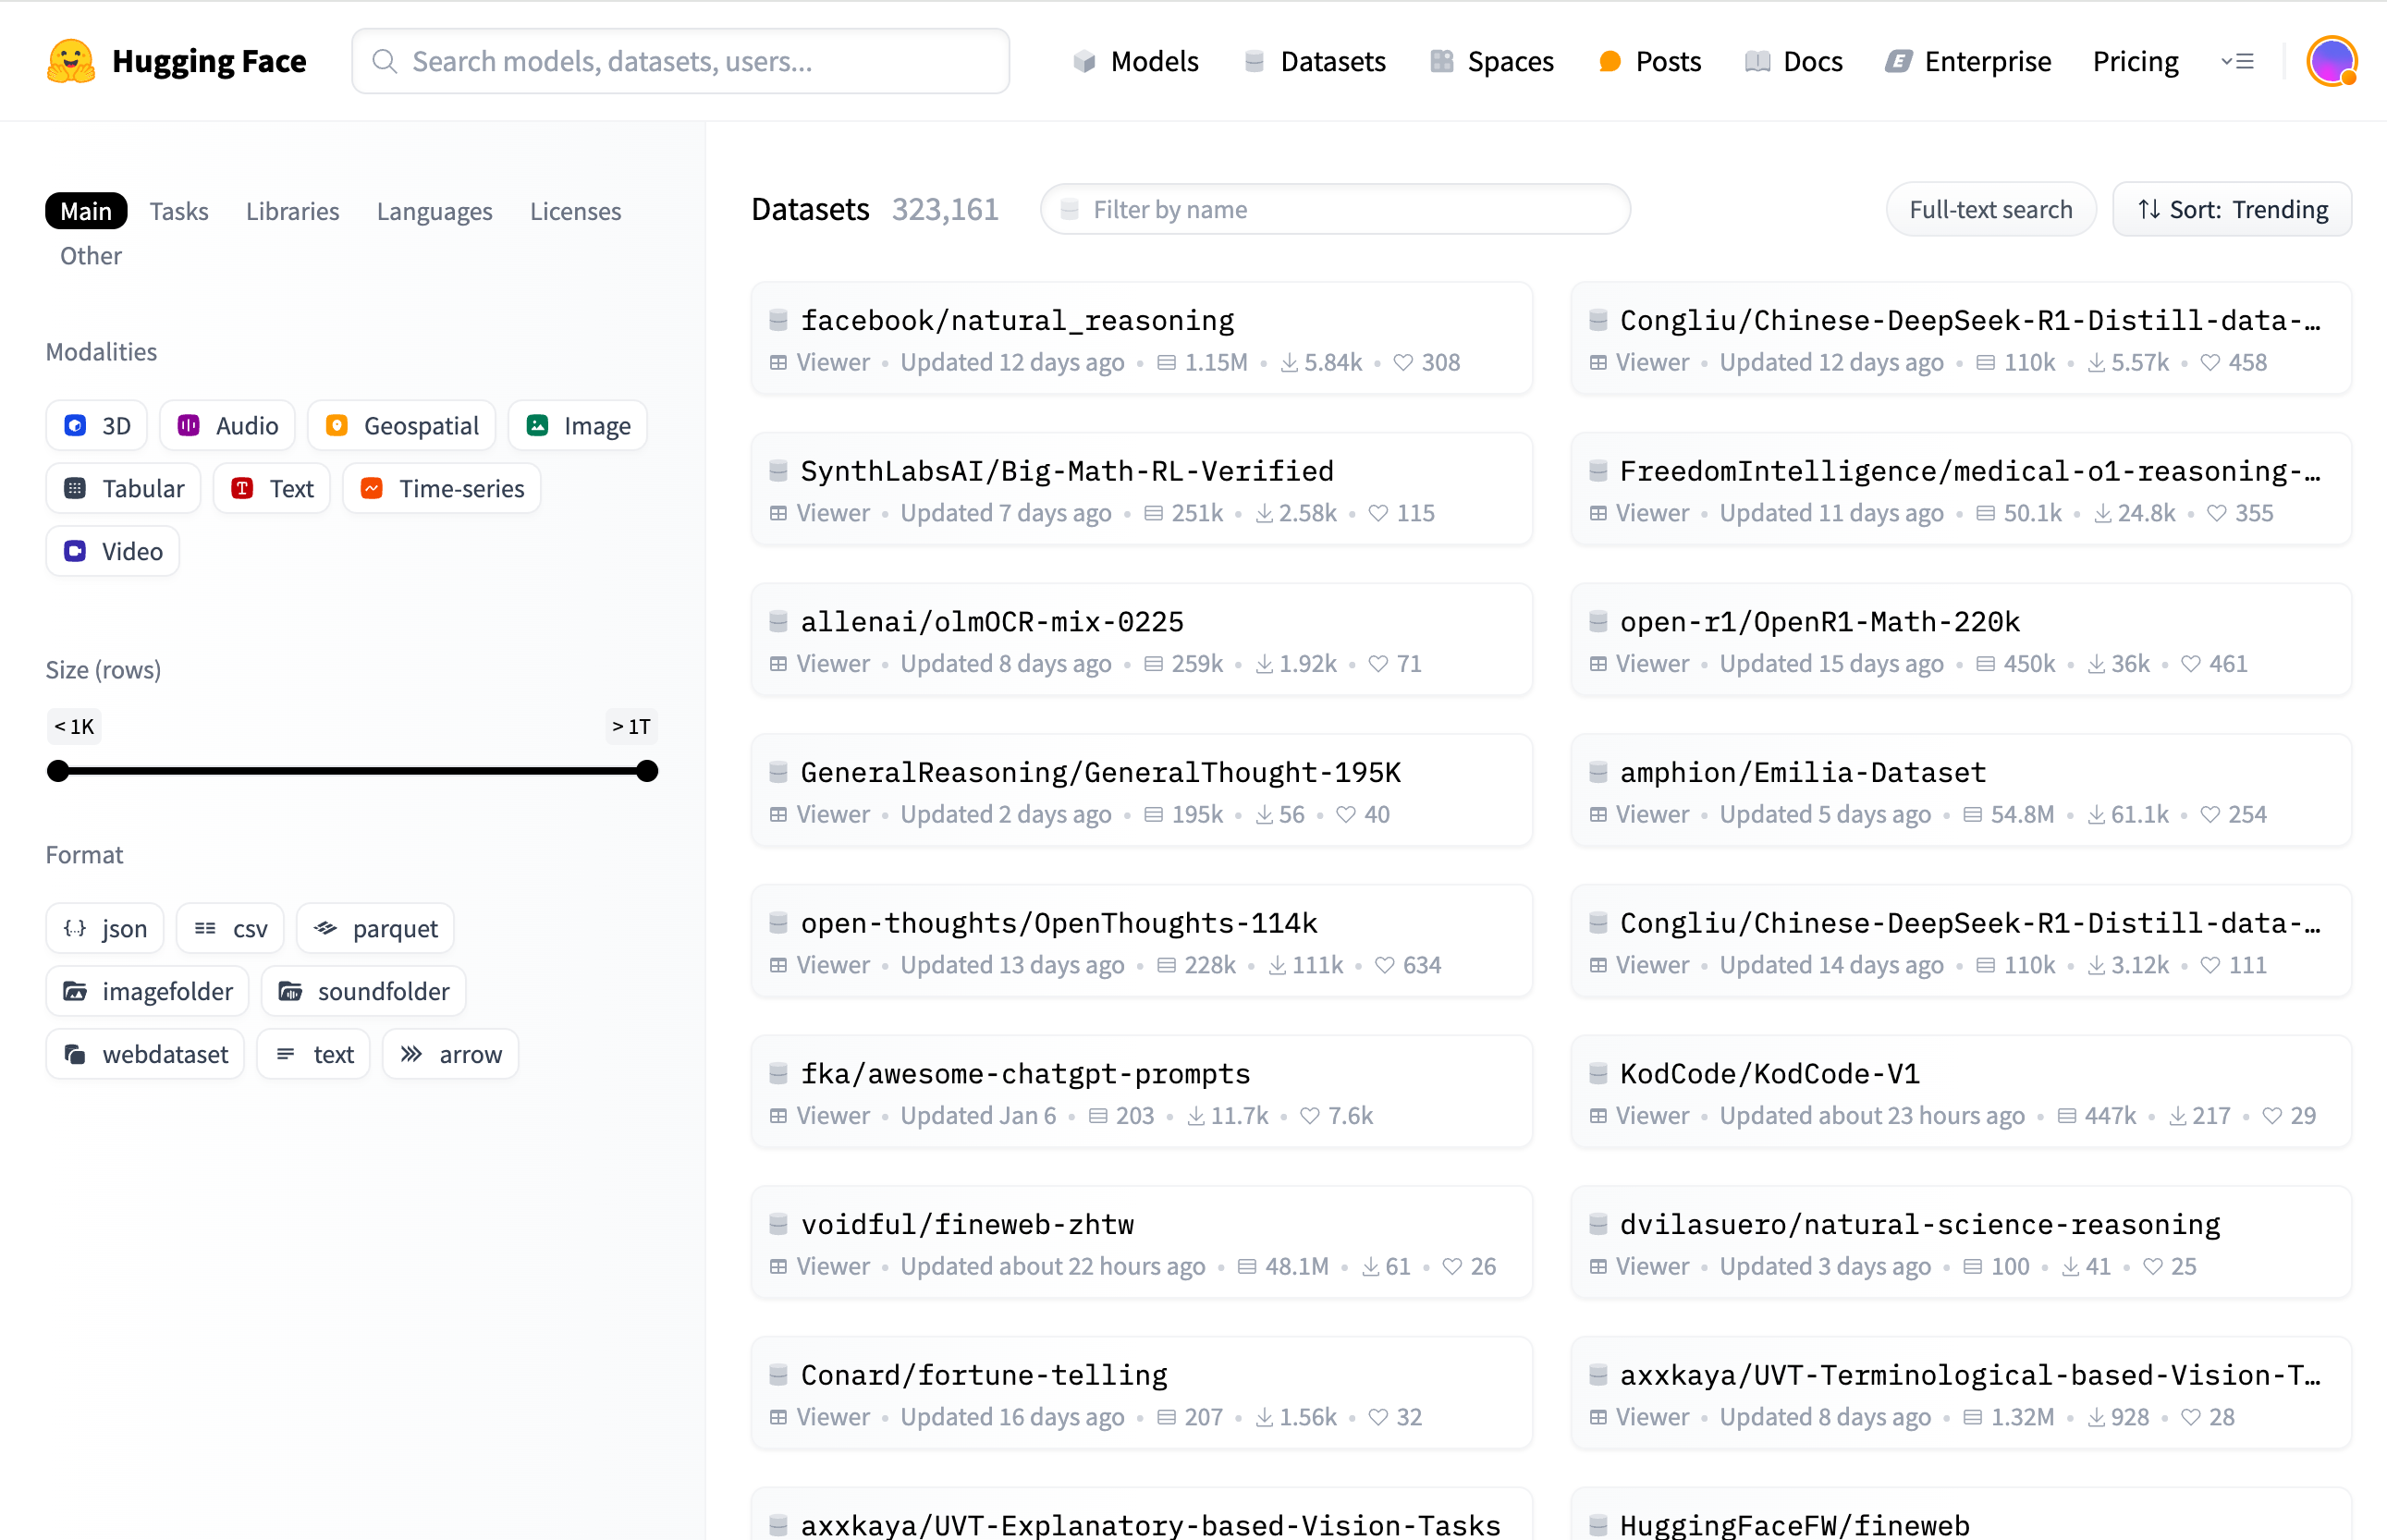 Hugging Face
Search models, datasets, users...
Models
Datasets
Spaces
Posts
Docs
Enterprise
Pricing
Main
Tasks
Libraries
Languages
Licenses
Other
Modalities
3D
Audio
Geospatial
Image
Tabular
Text
Time-series
Video
Size (rows)
< 1K
> 1T
Format
json
csv
parquet
imagefolder
soundfolder
webdataset
text
arrow
Datasets 323,161
Filter by name
Full-text search
Sort: Trending
facebook/natural_reasoning
Viewer • Updated 12 days ago • 1.15M • 5.84k • 308
Congliu/Chinese-DeepSeek-R1-Distill-data-…
Viewer • Updated 12 days ago • 110k • 5.57k • 458
SynthLabsAI/Big-Math-RL-Verified
Viewer • Updated 7 days ago • 251k • 2.58k • 115
FreedomIntelligence/medical-o1-reasoning-…
Viewer • Updated 11 days ago • 50.1k • 24.8k • 355
allenai/olmOCR-mix-0225
Viewer • Updated 8 days ago • 259k • 1.92k • 71
open-r1/OpenR1-Math-220k
Viewer • Updated 15 days ago • 450k • 36k • 461
GeneralReasoning/GeneralThought-195K
Viewer • Updated 2 days ago • 195k • 56 • 40
amphion/Emilia-Dataset
Viewer • Updated 5 days ago • 54.8M • 61.1k • 254
open-thoughts/OpenThoughts-114k
Viewer • Updated 13 days ago • 228k • 111k • 634
Congliu/Chinese-DeepSeek-R1-Distill-data-…
Viewer • Updated 14 days ago • 110k • 3.12k • 111
fka/awesome-chatgpt-prompts
Viewer • Updated Jan 6 • 203 • 11.7k • 7.6k
KodCode/KodCode-V1
Viewer • Updated about 23 hours ago • 447k • 217 • 29
voidful/fineweb-zhtw
Viewer • Updated about 22 hours ago • 48.1M • 61 • 26
dvilasuero/natural-science-reasoning
Viewer • Updated 3 days ago • 100 • 41 • 25
Conard/fortune-telling
Viewer • Updated 16 days ago • 207 • 1.56k • 32
axxkaya/UVT-Terminological-based-Vision-T…
Viewer • Updated 8 days ago • 1.32M • 928 • 28
axxkaya/UVT-Explanatory-based-Vision-Tasks
HuggingFaceFW/fineweb